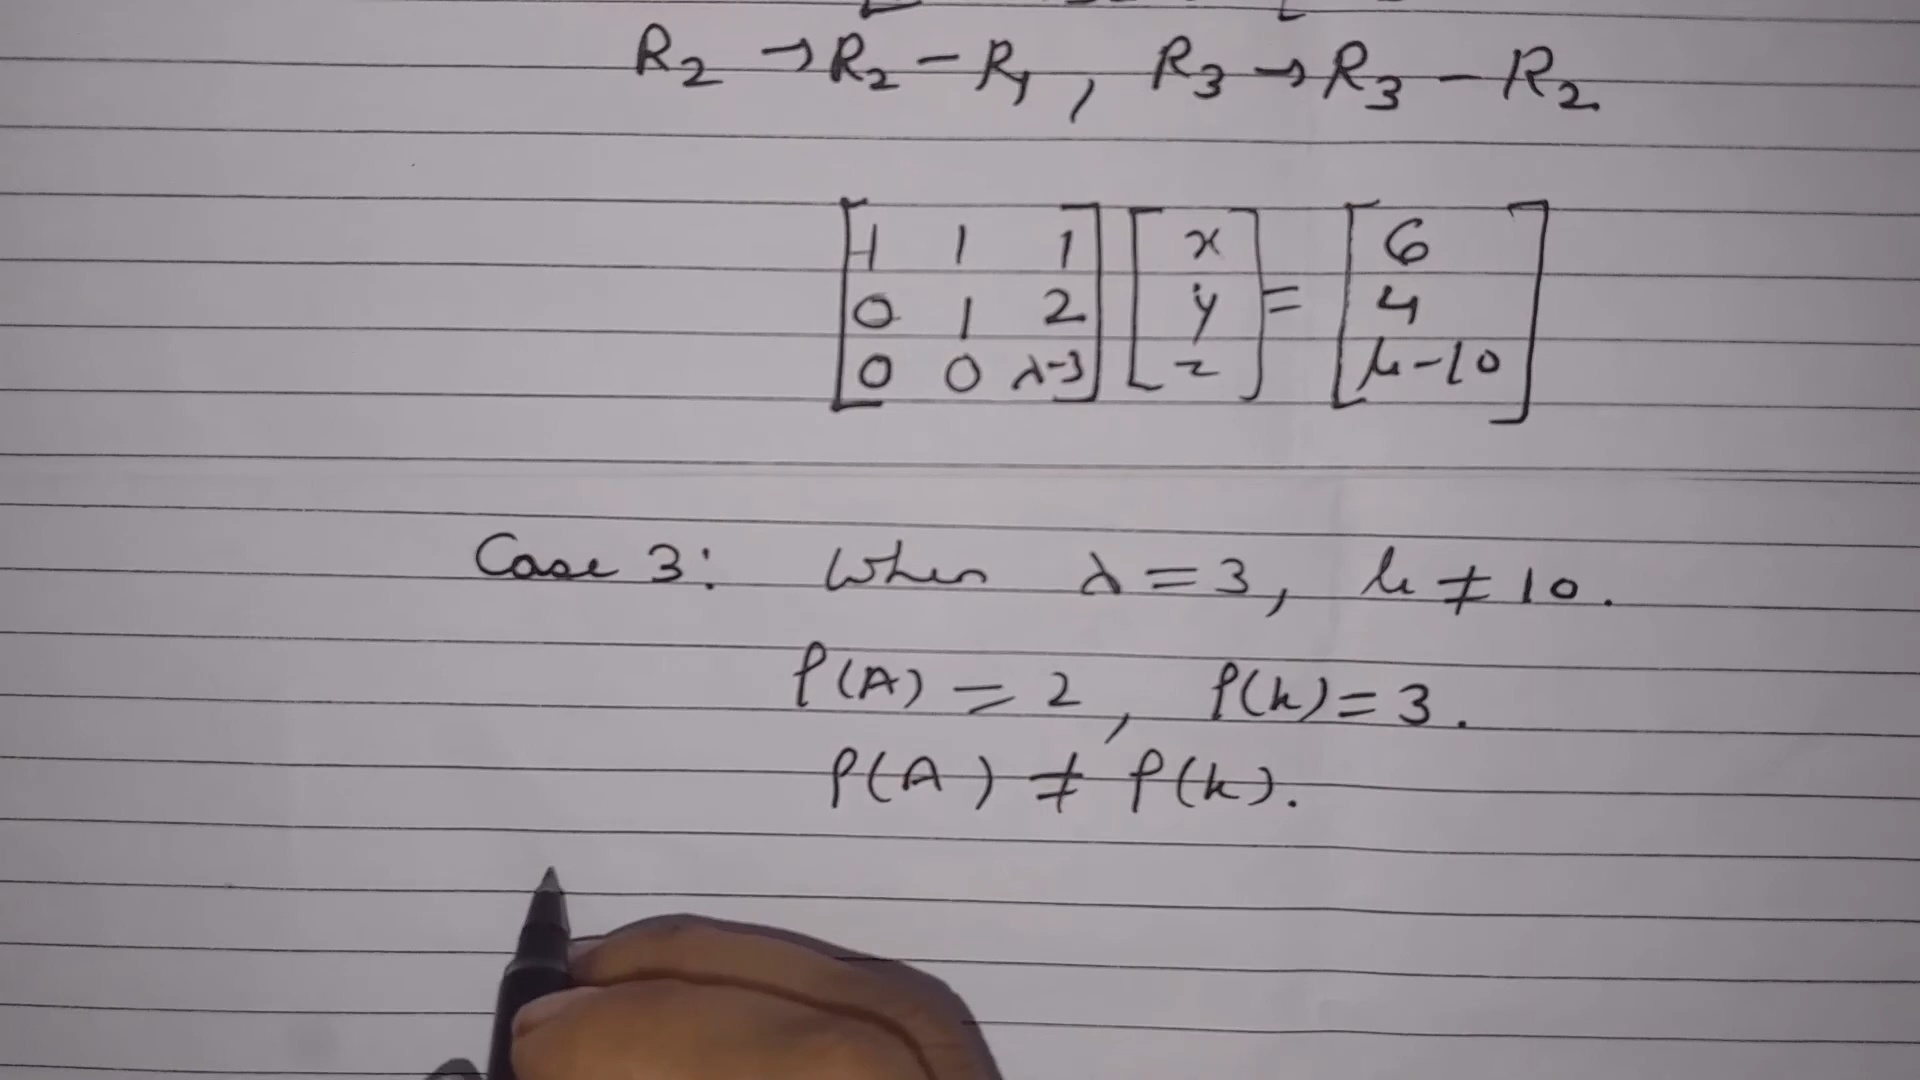 R₂ → R₂ - R₁, R₃ → R₃ - R₂
[1 1 1] [x] = [6]
[0 1 2] [y] = [4]
[0 0 λ-3] [z] = [μ-10]
Case 3: When λ = 3, μ ≠ 10.
ρ(A) = 2, ρ(k) = 3.
ρ(A) ≠ ρ(k).